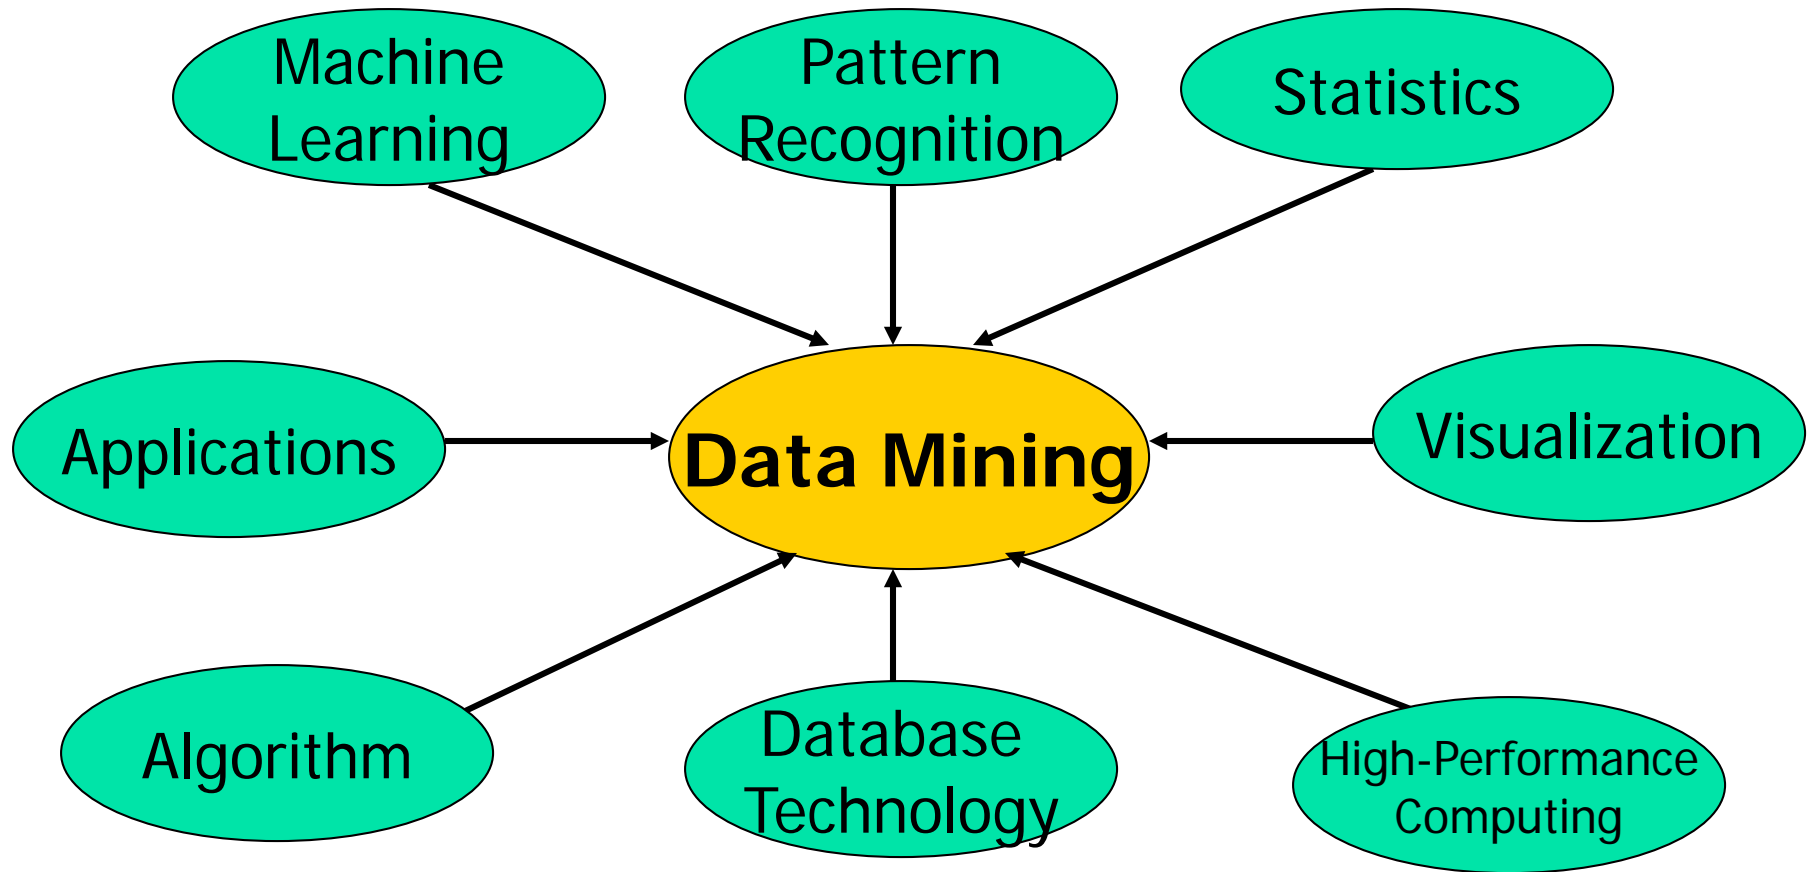 Machine
Learning
Pattern
Recognition
Statistics
Applications
Data Mining
Visualization
Algorithm
Database
Technology
High-Performance
Computing